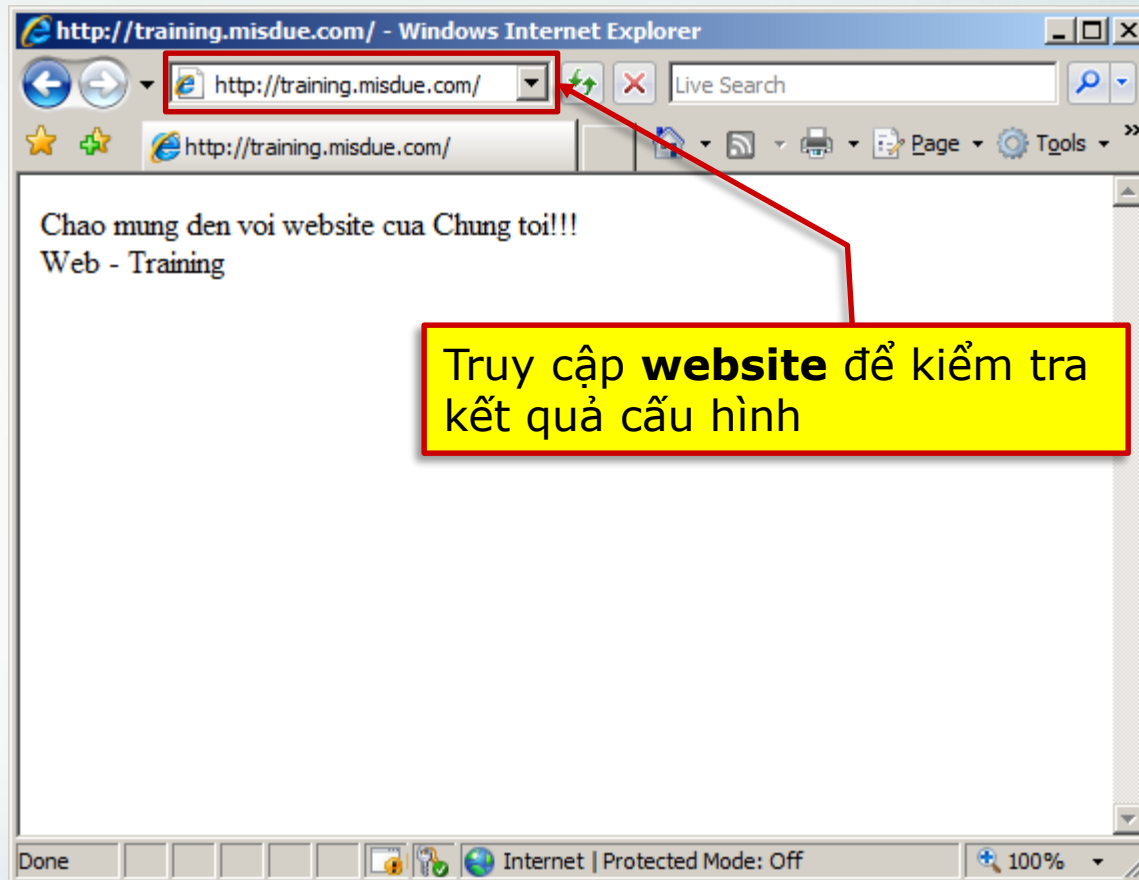 http://training.misdue.com/ - Windows Internet Explorer
http://training.misdue.com/
Live Search
http://training.misdue.com/
Page
Tools
»
Chao mung den voi website cua Chung toi!!!
Web - Training
Truy cập website để kiểm tra
kết quả cấu hình
Done
Internet | Protected Mode: Off
100%